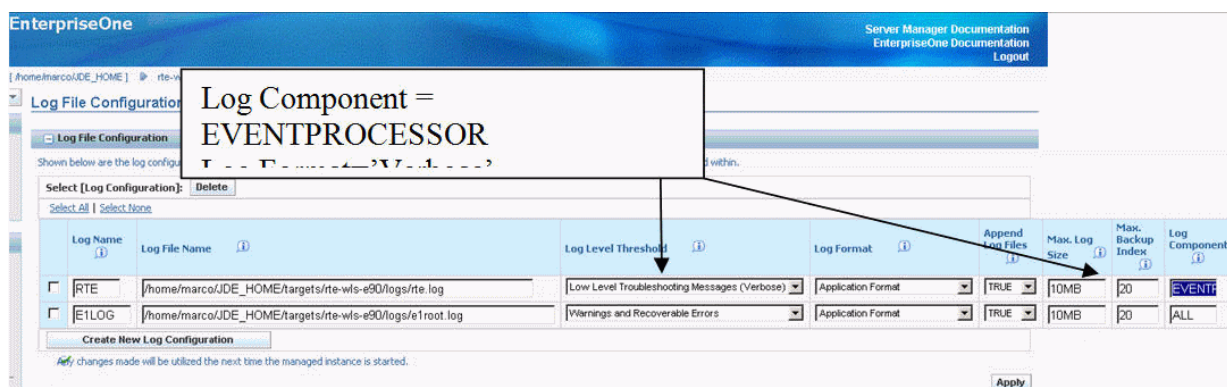 EnterpriseOne
Server Manager Documentation
EnterpriseOne Documentation
Logout
[ /home/marco/JDE_HOME ]
Log File Configuration
Log Component =
EVENTPROCESSOR
Log Format='Verbose'
Log File Configuration
Shown below are the log
within.
Select [Log Configuration]: Delete
Select All | Select None
Log Name Log File Name Log Level Threshold Log Format Append Log Files Max. Log Size Max. Backup Index Log Component
RTE /home/marco/JDE_HOME/targets/rte-wls-e90/logs/rte.log Low Level Troubleshooting Messages (Verbose) Application Format TRUE 10MB 20 EVENTP
E1LOG /home/marco/JDE_HOME/targets/rte-wls-e90/logs/e1root.log Warnings and Recoverable Errors Application Format TRUE 10MB 20 ALL
Create New Log Configuration
Any changes made will be utilized the next time the managed instance is started.
Apply